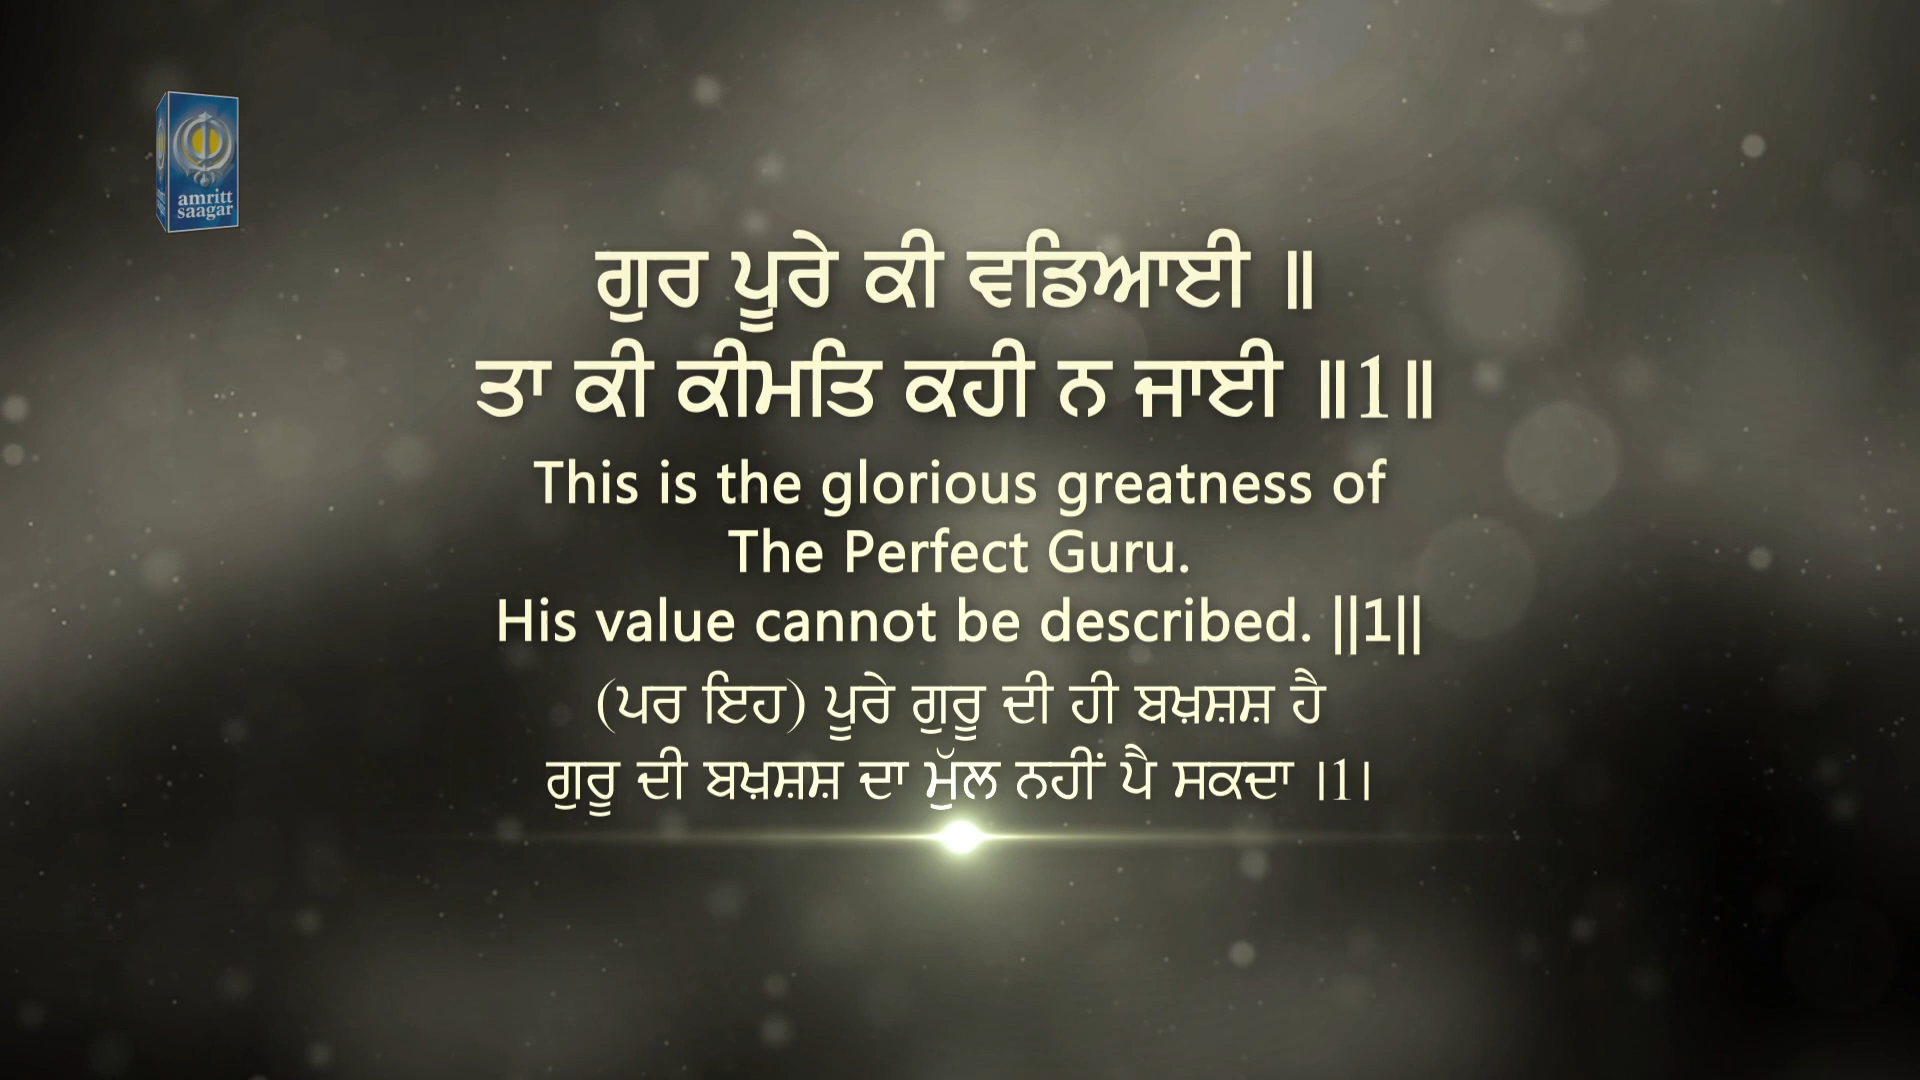 amritt
saagar
ਗੁਰ ਪੂਰੇ ਕੀ ਵਡਿਆਈ ॥
ਤਾ ਕੀ ਕੀਮਤਿ ਕਹੀ ਨ ਜਾਈ ॥1॥
This is the glorious greatness of
The Perfect Guru.
His value cannot be described. ||1||
(ਪਰ ਇਹ) ਪੂਰੇ ਗੁਰੂ ਦੀ ਹੀ ਬਖ਼ਸ਼ਸ਼ ਹੈ
ਗੁਰੂ ਦੀ ਬਖ਼ਸ਼ਸ਼ ਦਾ ਮੁੱਲ ਨਹੀਂ ਪੈ ਸਕਦਾ ।1।